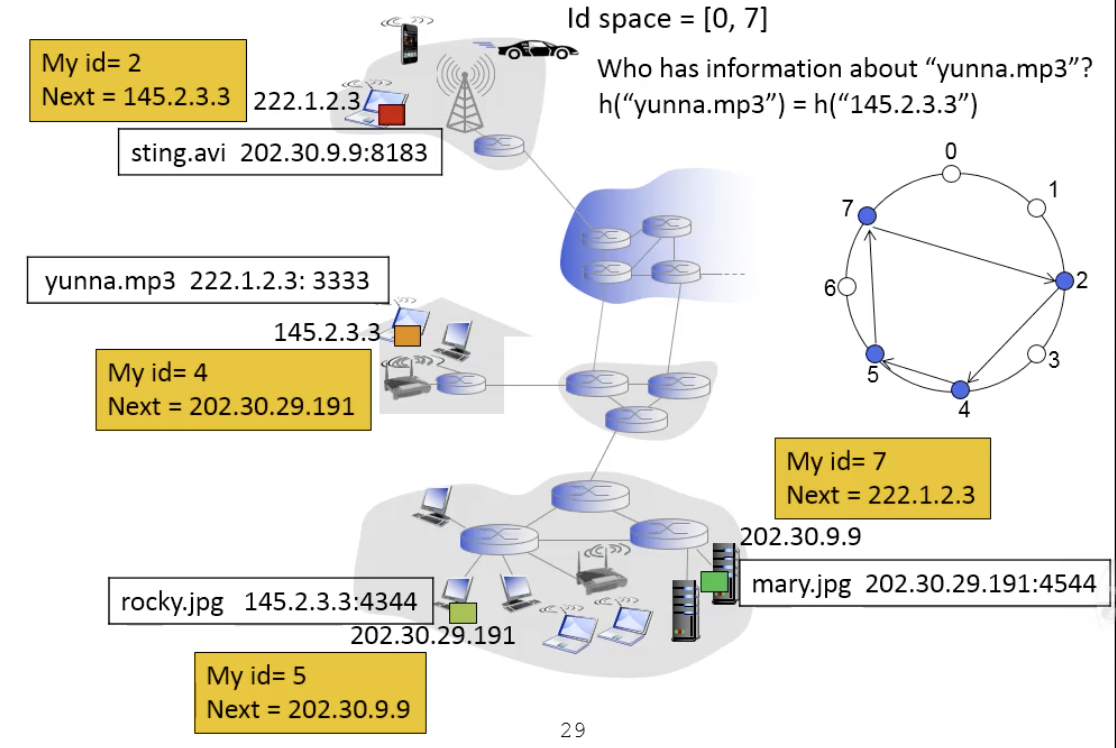 Id space = [0, 7]
My id= 2
Next = 145.2.3.3
222.1.2.3
Who has information about “yunna.mp3”?
h(“yunna.mp3”) = h(“145.2.3.3”)
sting.avi 202.30.9.9:8183
0
1
7
2
6
3
5
4
yunna.mp3 222.1.2.3: 3333
145.2.3.3
My id= 4
Next = 202.30.29.191
My id= 7
Next = 222.1.2.3
202.30.9.9
mary.jpg 202.30.29.191:4544
rocky.jpg 145.2.3.3:4344
202.30.29.191
My id= 5
Next = 202.30.9.9
29